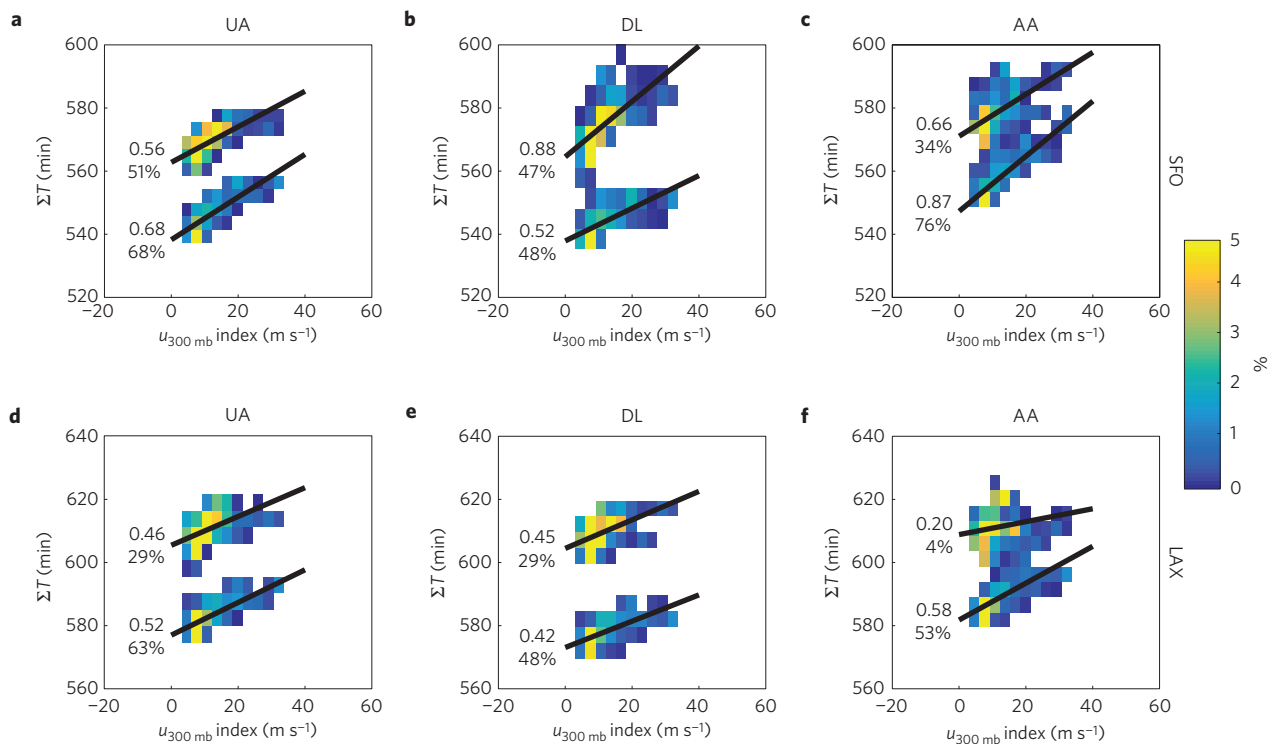 a UA
600
580
560
540
520
ΣT (min)
0.56
51%
0.68
68%
−20 0 20 40 60
u300 mb index (m s−1)
b DL
600
580
560
540
520
ΣT (min)
0.88
47%
0.52
48%
−20 0 20 40 60
u300 mb index (m s−1)
c AA
600
580
560
540
520
ΣT (min)
0.66
34%
0.87
76%
−20 0 20 40 60
u300 mb index (m s−1)
SFO
d UA
640
620
600
580
560
ΣT (min)
0.46
29%
0.52
63%
−20 0 20 40 60
u300 mb index (m s−1)
e DL
640
620
600
580
560
ΣT (min)
0.45
29%
0.42
48%
−20 0 20 40 60
u300 mb index (m s−1)
f AA
640
620
600
580
560
ΣT (min)
0.20
4%
0.58
53%
−20 0 20 40 60
u300 mb index (m s−1)
LAX
5
4
3
2
1
0
%